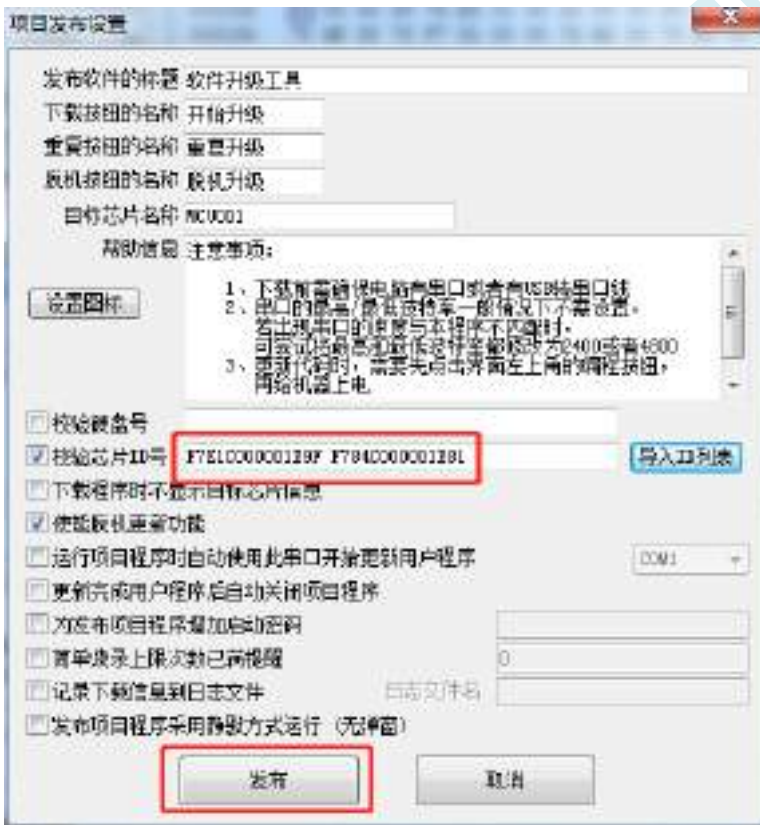 项目发布设置
发布软件的标题 软件升级工具
下载按钮的名称 开始升级
重复按钮的名称 重复升级
脱机按钮的名称 脱机升级
目标芯片名称 MCU001
帮助信息 注意事项:
1、下载前需确保电脑有串口或者有USB转串口线
2、串口的最高/最低波特率一般情况下不需设置,
若出现串口的速度与本程序不匹配时,
可尝试将最高和最低波特率都修改为2400或者4800
3、更新代码时,需要先点击界面左上角的编程按钮,
再给机器上电
设置图标
校验硬盘号
校验芯片ID号
导入ID列表
下载程序时不显示目标芯片信息
使能脱机更新功能
运行项目程序时自动使用此串口开始更新用户程序 COM1
更新完成用户程序后自动关闭项目程序
为发布项目程序增加启动密码
简单录录上限次数已满提醒 0
记录下载信息到日志文件 日志文件名
发布项目程序采用静默方式运行 (无弹窗)
发布 取消